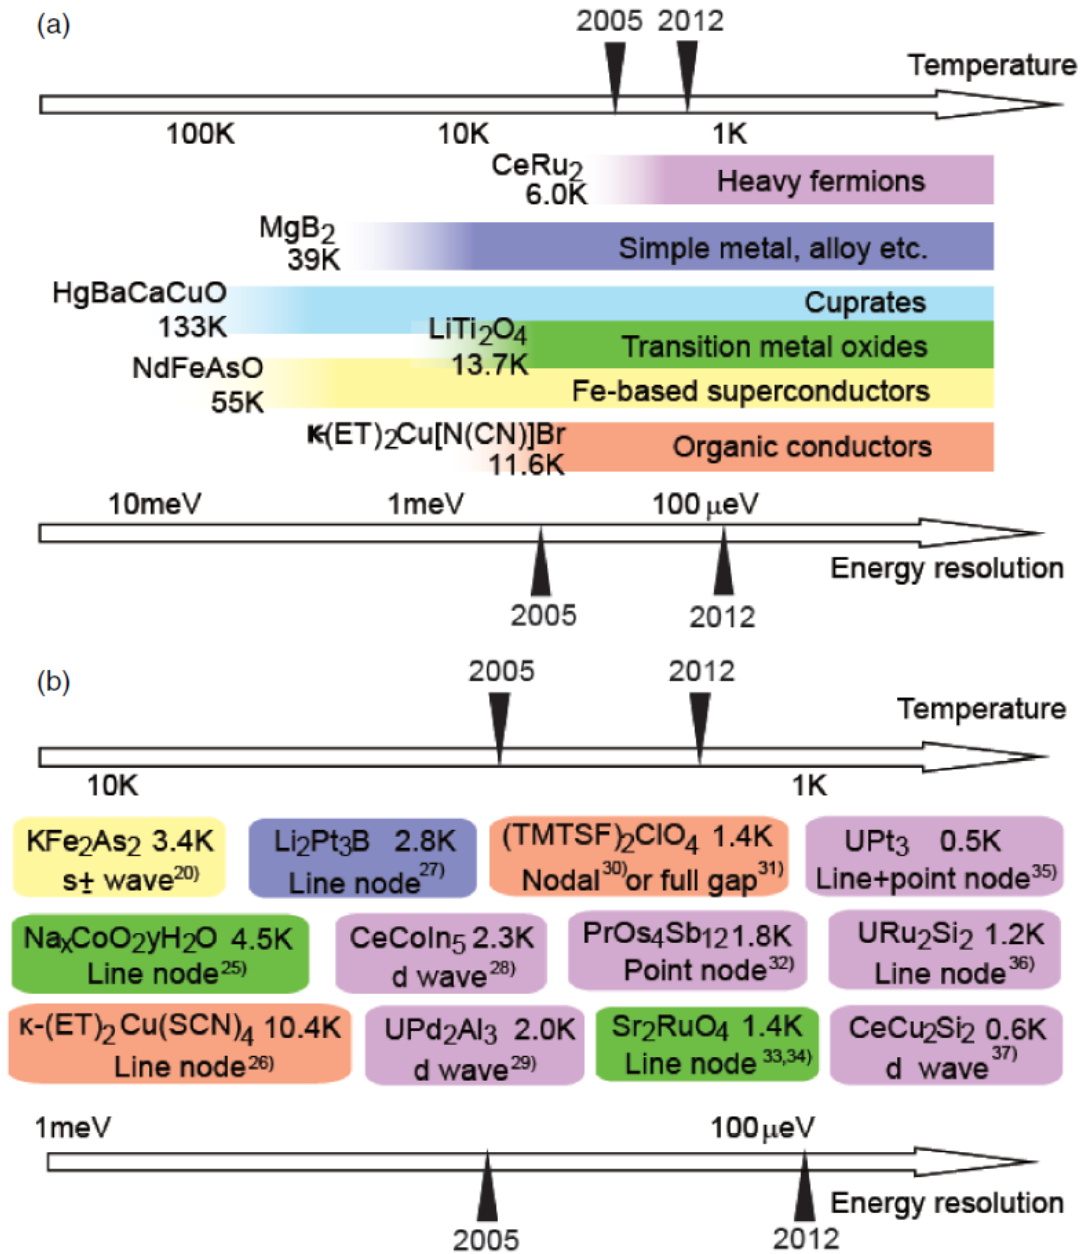 (a)
2005 2012
Temperature
100K 10K 1K
CeRu2
6.0K
Heavy fermions
MgB2
39K
Simple metal, alloy etc.
HgBaCaCuO
133K
Cuprates
LiTi2O4
13.7K
Transition metal oxides
NdFeAsO
55K
Fe-based superconductors
κ-(ET)2Cu[N(CN)]Br
11.6K
Organic conductors
10meV 1meV 100 μeV
Energy resolution
2005 2012
(b)
2005 2012
Temperature
10K 1K
KFe2As2 3.4K
s± wave20)
Li2Pt3B 2.8K
Line node27)
(TMTSF)2ClO4 1.4K
Nodal30)or full gap31)
UPt3 0.5K
Line+point node35)
NaxCoO2yH2O 4.5K
Line node25)
CeCoIn5 2.3K
d wave28)
PrOs4Sb12 1.8K
Point node32)
URu2Si2 1.2K
Line node36)
κ-(ET)2Cu(SCN)4 10.4K
Line node26)
UPd2Al3 2.0K
d wave29)
Sr2RuO4 1.4K
Line node33,34)
CeCu2Si2 0.6K
d wave37)
1meV 100μeV
Energy resolution
2005 2012